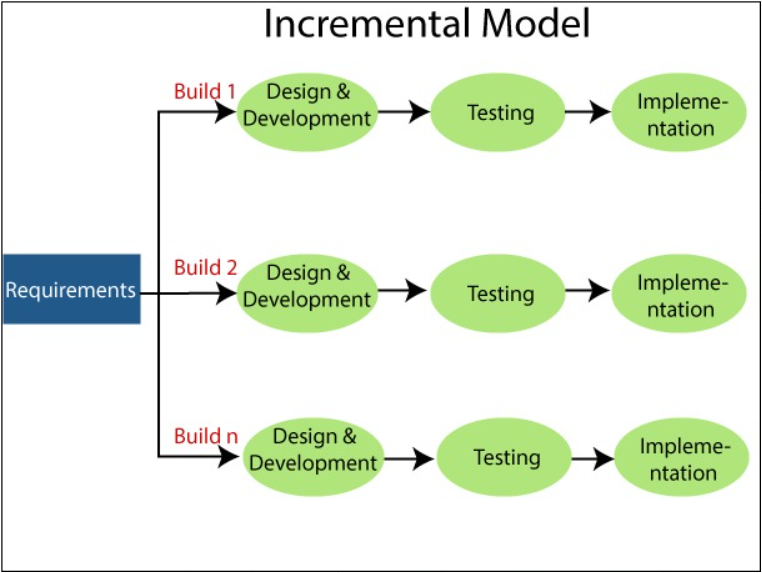 Incremental Model
Build 1
Design &
Development
Testing
Impleme-
ntation
Requirements
Build 2
Design &
Development
Testing
Impleme-
ntation
Build n
Design &
Development
Testing
Impleme-
ntation